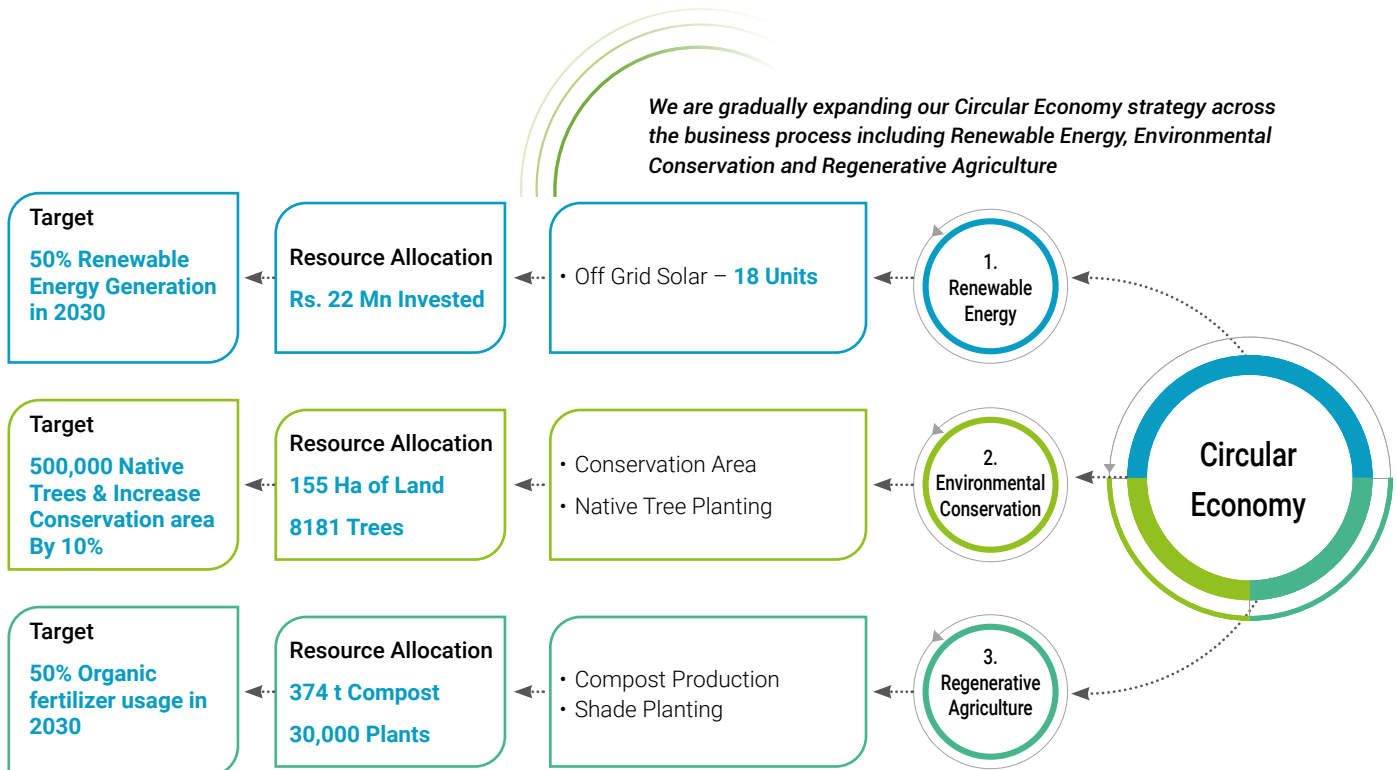 We are gradually expanding our Circular Economy strategy across
the business process including Renewable Energy, Environmental
Conservation and Regenerative Agriculture
Target
50% Renewable
Energy Generation
in 2030
Resource Allocation
Rs. 22 Mn Invested
• Off Grid Solar – 18 Units
1.
Renewable
Energy
Target
500,000 Native
Trees & Increase
Conservation area
By 10%
Resource Allocation
155 Ha of Land
8181 Trees
• Conservation Area
• Native Tree Planting
2.
Environmental
Conservation
Circular
Economy
Target
50% Organic
fertilizer usage in
2030
Resource Allocation
374 t Compost
30,000 Plants
• Compost Production
• Shade Planting
3.
Regenerative
Agriculture